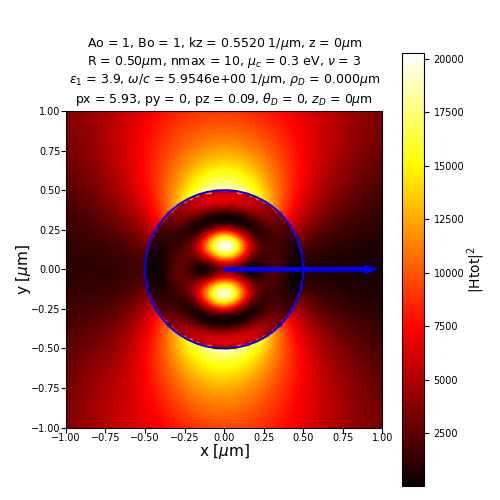 Ao = 1, Bo = 1, kz = 0.5520 1/μm, z = 0μm
R = 0.50μm, nmax = 10, μc = 0.3 eV, ν = 3
ε1 = 3.9, ω/c = 5.9546e+00 1/μm, ρD = 0.000μm
px = 5.93, py = 0, pz = 0.09, θD = 0, zD = 0μm
1.00
0.75
0.50
0.25
0.00
−0.25
−0.50
−0.75
−1.00
y [μm]
−1.00 −0.75 −0.50 −0.25 0.00 0.25 0.50 0.75 1.00
x [μm]
20000
17500
15000
12500
10000
7500
5000
2500
|Htot|²